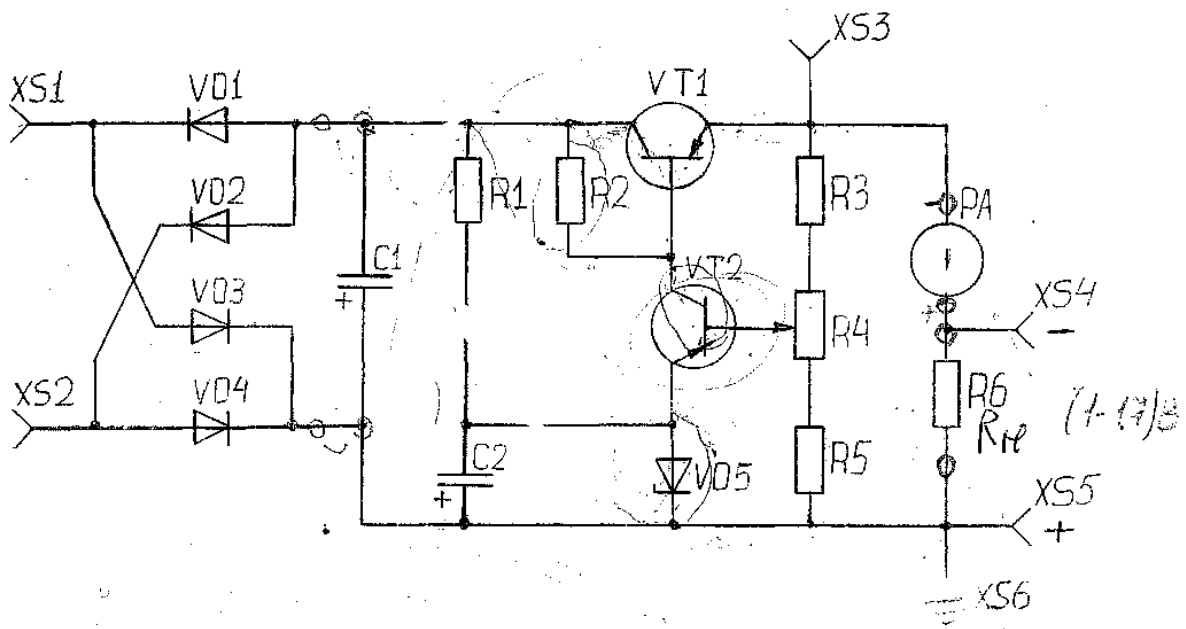 XS3
XS1
VD1
VT1
R1
R2
R3
PA
VD2
C1
VT2
+
VD3
R4
+
XS4
-
XS2
VD4
R6
Rн
C2
R5
VD5
+
XS5
+
XS6